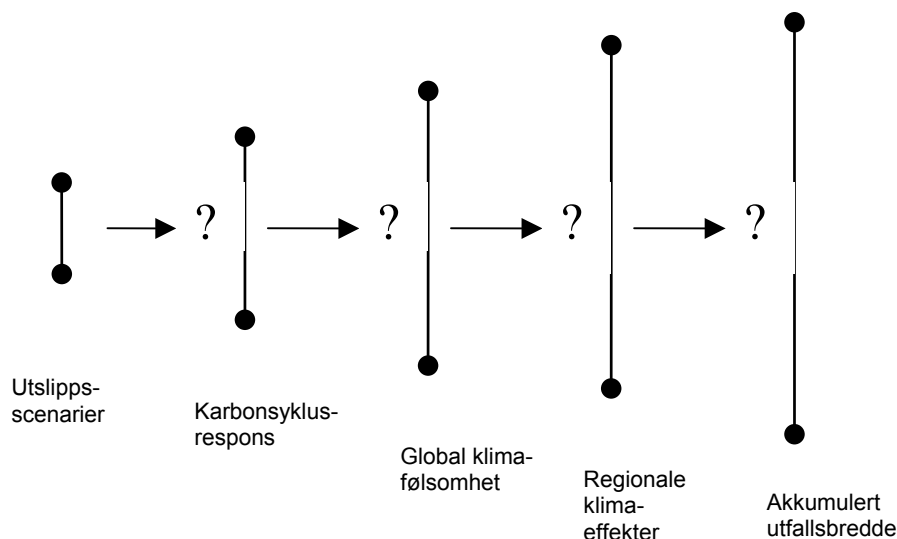 ?
?
?
?
Utslipps-
scenarier
Karbonsyklus-
respons
Global klima-
følsomhet
Regionale
klima-
effekter
Akkumulert
utfallsbredde